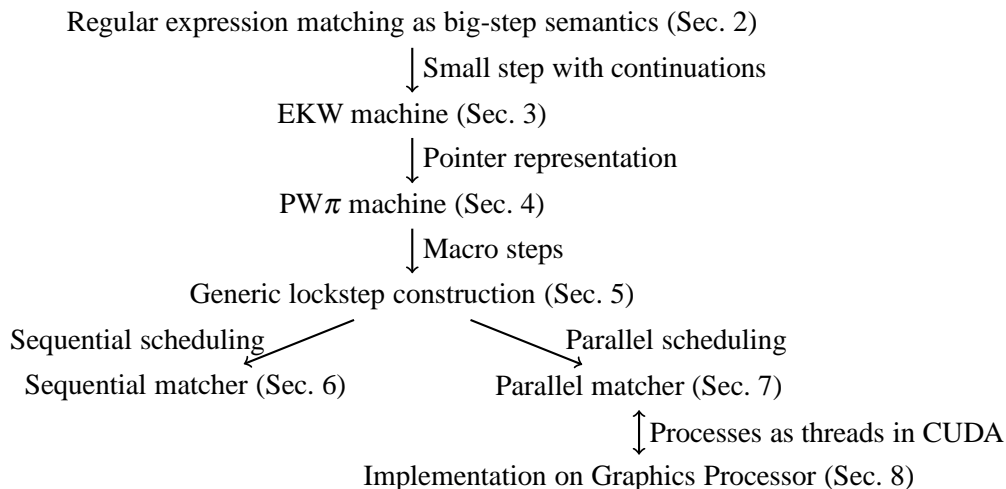 Regular expression matching as big-step semantics (Sec. 2)
Small step with continuations
EKW machine (Sec. 3)
Pointer representation
PWπ machine (Sec. 4)
Macro steps
Generic lockstep construction (Sec. 5)
Sequential scheduling
Parallel scheduling
Sequential matcher (Sec. 6)
Parallel matcher (Sec. 7)
Processes as threads in CUDA
Implementation on Graphics Processor (Sec. 8)